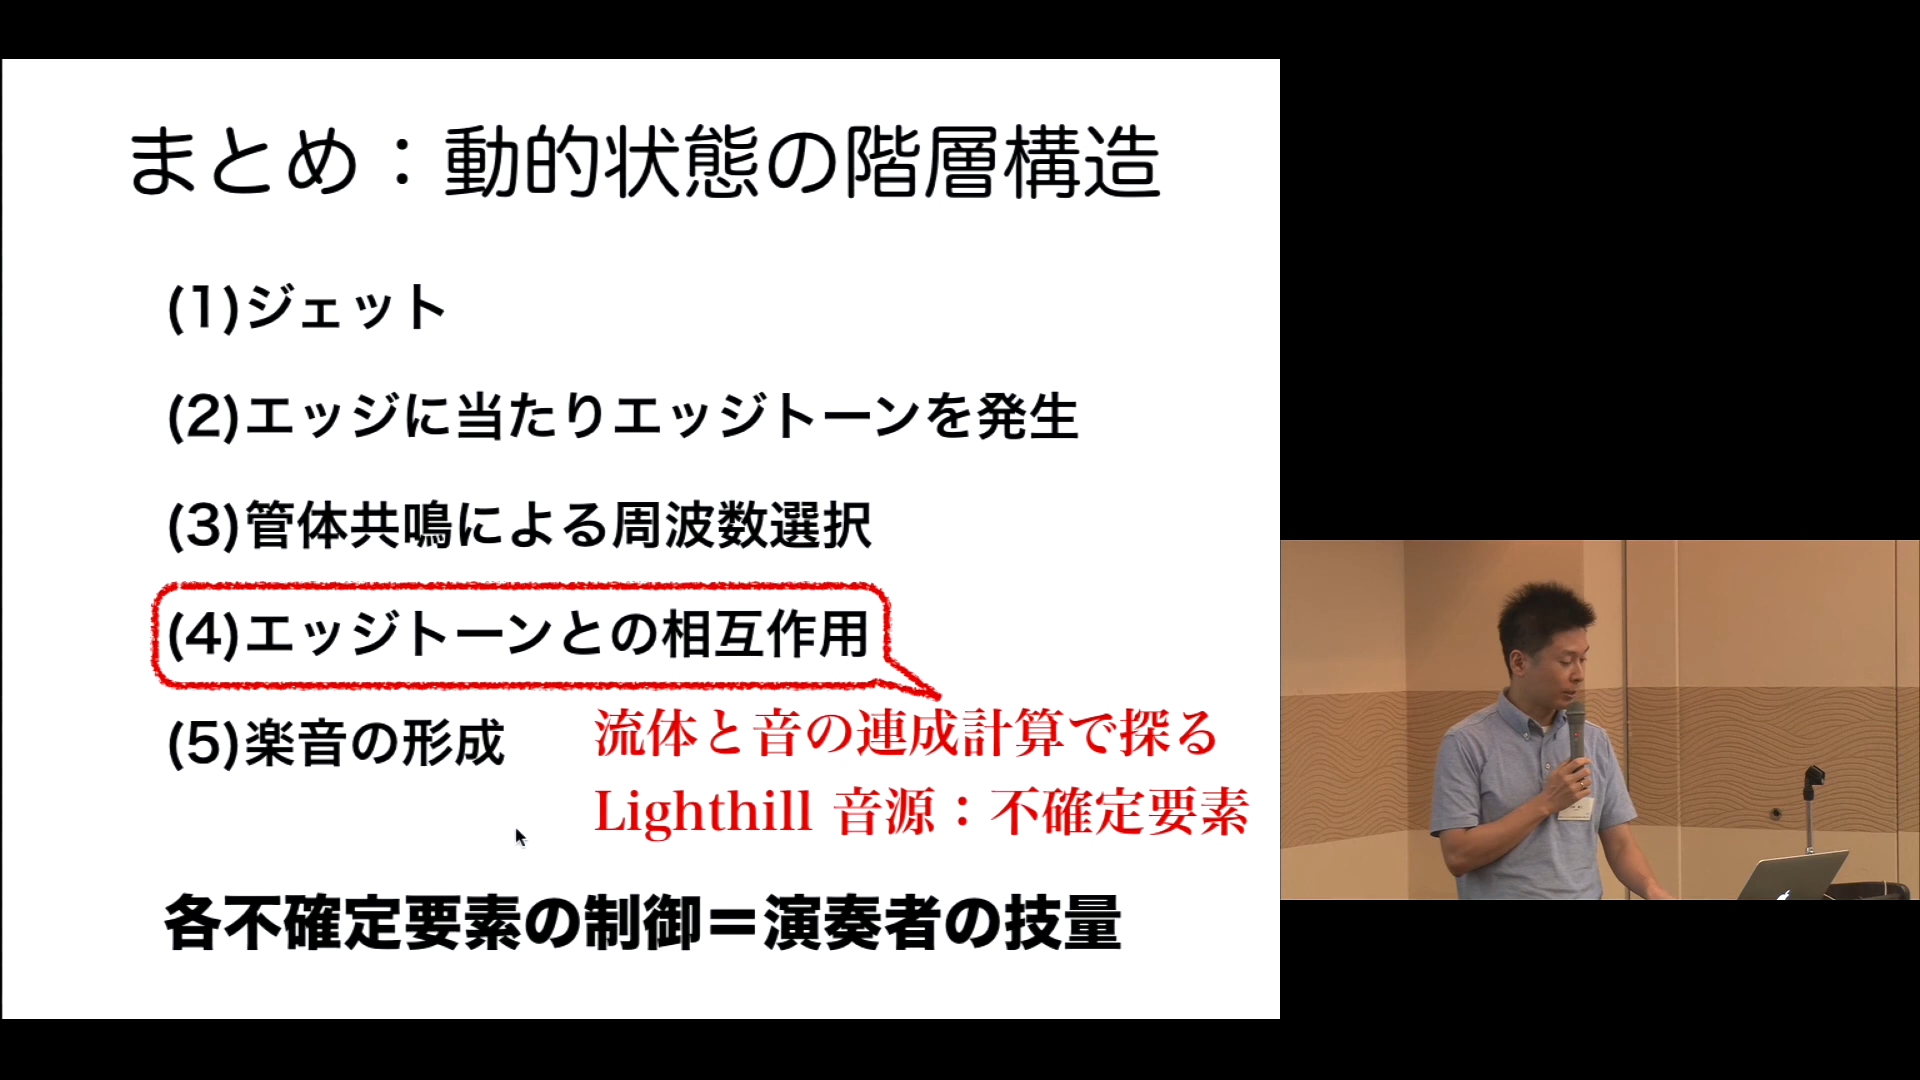 まとめ：動的状態の階層構造
(1)ジェット
(2)エッジに当たりエッジトーンを発生
(3)管体共鳴による周波数選択
(4)エッジトーンとの相互作用
(5)楽音の形成
流体と音の連成計算で探る
Lighthill 音源：不確定要素
各不確定要素の制御＝演奏者の技量